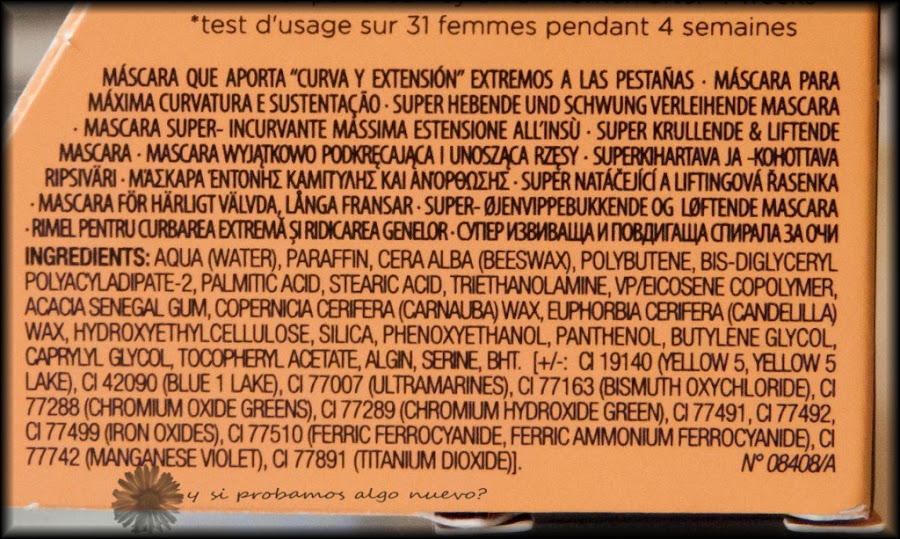 *test d'usage sur 31 femmes pendant 4 semaines
MÁSCARA QUE APORTA "CURVA Y EXTENSIÓN" EXTREMOS A LAS PESTAÑAS · MÁSCARA PARA
MÁXIMA CURVATURA E SUSTENTAÇÃO · SUPER HEBENDE UND SCHWUNG VERLEIHENDE MASCARA
· MASCARA SUPER- INCURVANTE MASSIMA ESTENSIONE ALL'INSÙ · SUPER KRULLENDE & LIFTENDE
MASCARA · MASCARA WYJĄTKOWO PODKRĘCAJĄCA I UNOSZĄCA RZĘSY · SUPERKIHARTAVA JA -KOHOTTAVA
RIPSIVÄRI · ΜΆΣΚΑΡΑ ΈΝΤΟΝΗΣ ΚΑΜΠΥΛΗΣ ΚΑΙ ΑΝΌΡΘΩΣΗΣ · SUPER NATÁČEJÍCÍ A LIFTINGOVÁ ŘASENKA
· MASCARA FÖR HÄRLIGT VÄLVDA, LÅNGA FRANSAR · SUPER- ØJENVIPPEBUKKENDE OG LØFTENDE MASCARA
· RIMEL PENTRU CURBAREA EXTREMĂ ȘI RIDICAREA GENELOR · СУПЕР ИЗВИВАЩА И ПОВДИГАЩА СПИРАЛА ЗА ОЧИ
INGREDIENTS: AQUA (WATER), PARAFFIN, CERA ALBA (BEESWAX), POLYBUTENE, BIS-DIGLYCERYL
POLYACYLADIPATE-2, PALMITIC ACID, STEARIC ACID, TRIETHANOLAMINE, VP/EICOSENE COPOLYMER,
ACACIA SENEGAL GUM, COPERNICIA CERIFERA (CARNAUBA) WAX, EUPHORBIA CERIFERA (CANDELILLA)
WAX, HYDROXYETHYLCELLULOSE, SILICA, PHENOXYETHANOL, PANTHENOL, BUTYLENE GLYCOL,
CAPRYLYL GLYCOL, TOCOPHERYL ACETATE, ALGIN, SERINE, BHT. [+/-: CI 19140 (YELLOW 5, YELLOW 5
LAKE), CI 42090 (BLUE 1 LAKE), CI 77007 (ULTRAMARINES), CI 77163 (BISMUTH OXYCHLORIDE), CI
77288 (CHROMIUM OXIDE GREENS), CI 77289 (CHROMIUM HYDROXIDE GREEN), CI 77491, CI 77492,
CI 77499 (IRON OXIDES), CI 77510 (FERRIC FERROCYANIDE, FERRIC AMMONIUM FERROCYANIDE), CI
77742 (MANGANESE VIOLET), CI 77891 (TITANIUM DIOXIDE)].
N° 08408/A
y si probamos algo nuevo?